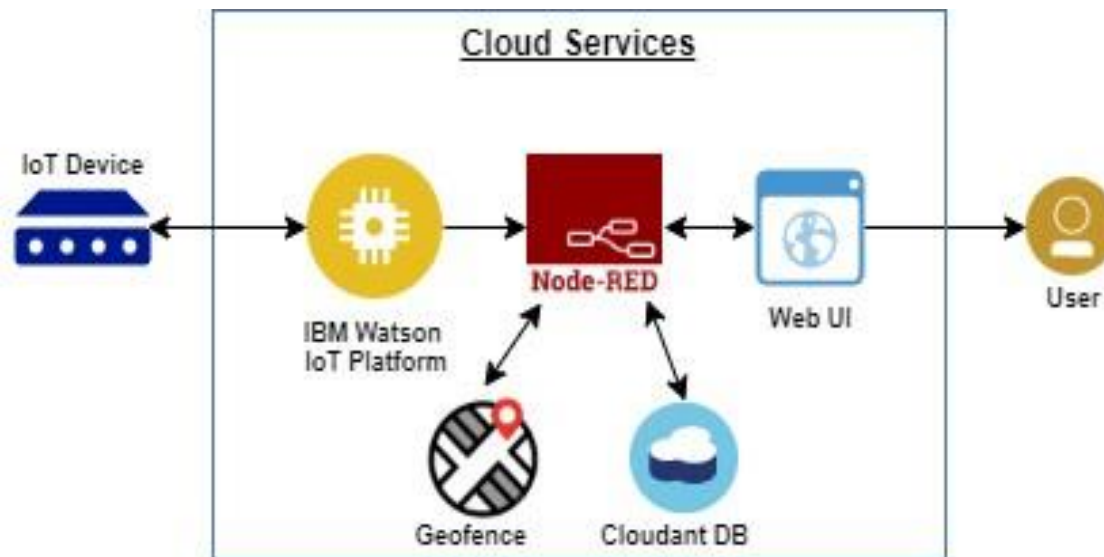 Cloud Services
IoT Device
Node-RED
IBM Watson
IoT Platform
Web UI
User
Geofence
Cloudant DB